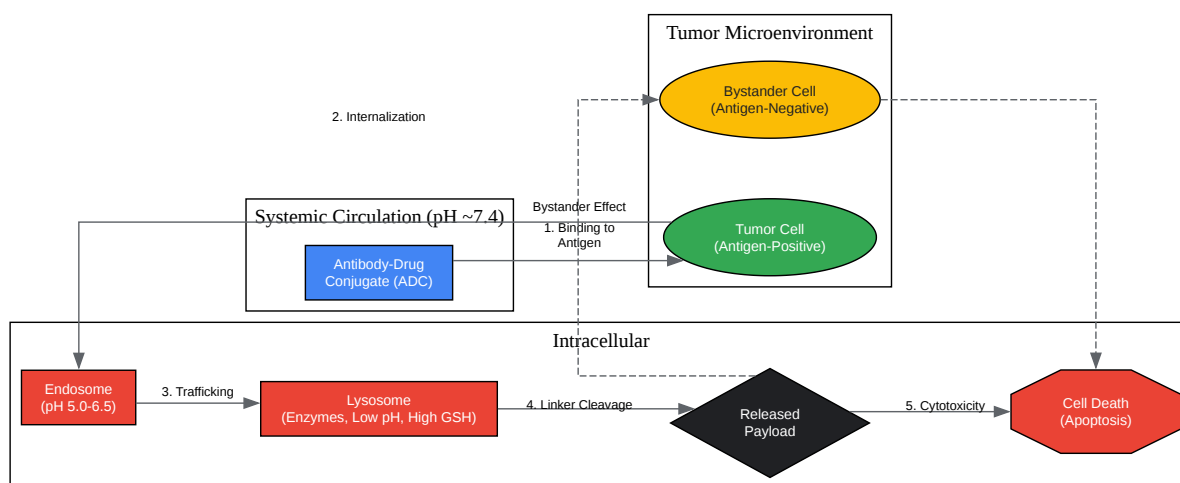 Tumor Microenvironment
Bystander Cell
(Antigen-Negative)
2. Internalization
Systemic Circulation (pH ~7.4)
Bystander Effect
1. Binding to
Antigen
Tumor Cell
(Antigen-Positive)
Antibody-Drug
Conjugate (ADC)
Intracellular
Endosome
(pH 5.0-6.5)
3. Trafficking
Lysosome
(Enzymes, Low pH, High GSH)
4. Linker Cleavage
Released
Payload
5. Cytotoxicity
Cell Death
(Apoptosis)